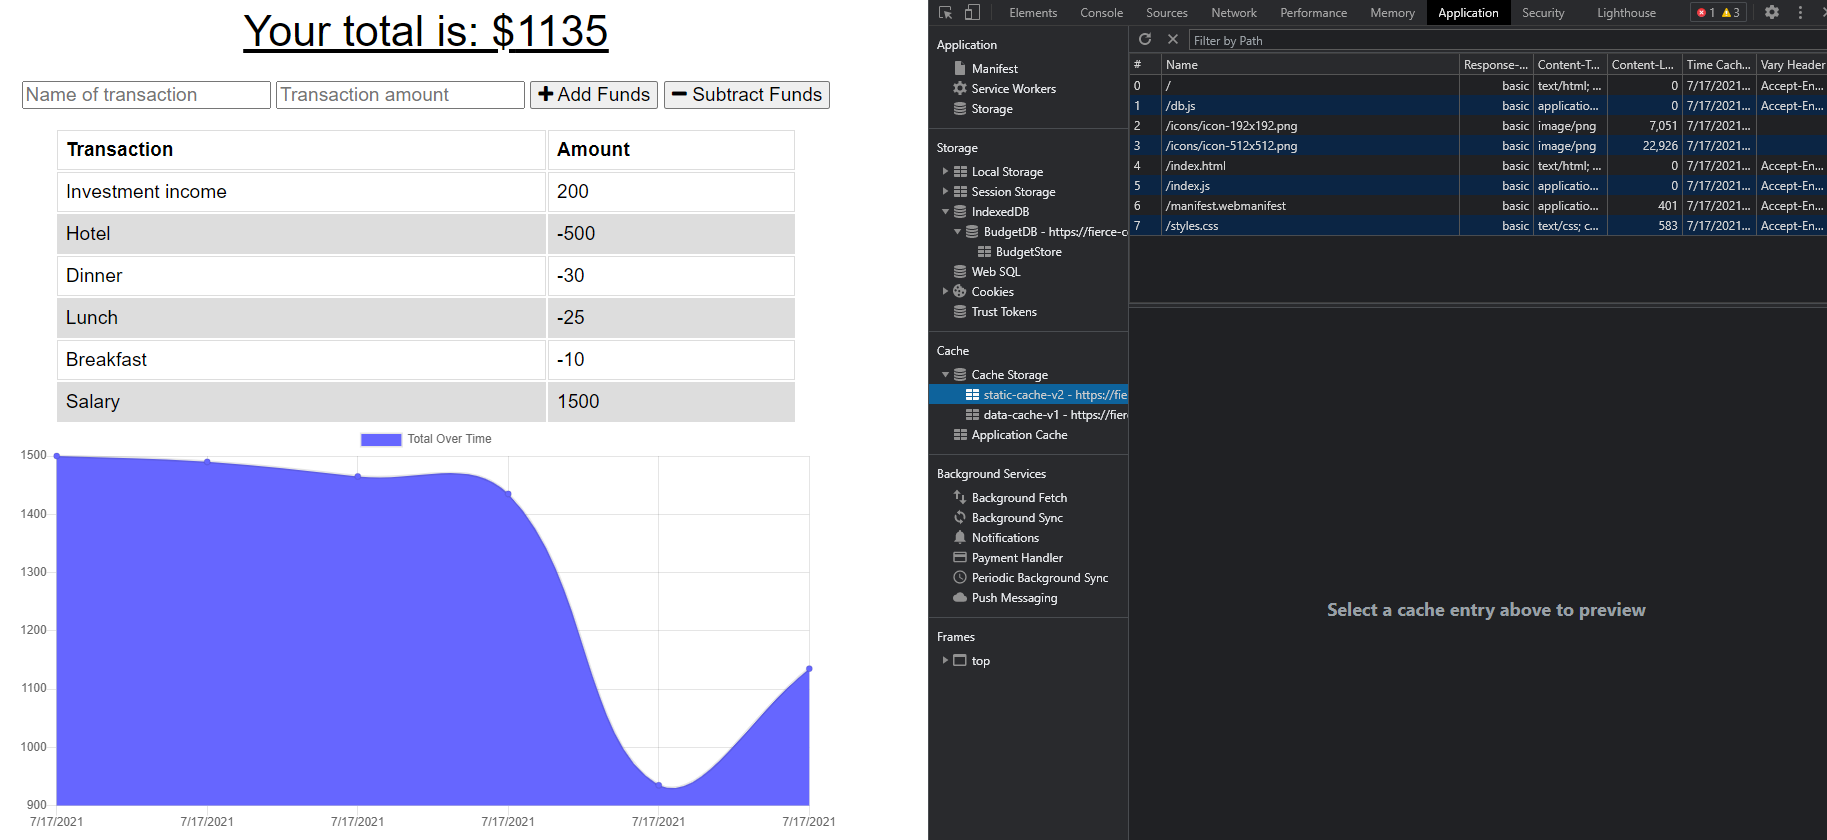 Your total is: $1135
Name of transaction Transaction amount Add Funds Subtract Funds
Transaction Amount
Investment income 200
Hotel -500
Dinner -30
Lunch -25
Breakfast -10
Salary 1500
Total Over Time
1500
1400
1300
1200
1100
1000
900
7/17/2021 7/17/2021 7/17/2021 7/17/2021 7/17/2021 7/17/2021
Elements Console Sources Network Performance Memory Application Security Lighthouse 1 3
Application
Manifest
Service Workers
Storage
Storage
Local Storage
Session Storage
IndexedDB
BudgetDB - https://fierce-c
BudgetStore
Web SQL
Cookies
Trust Tokens
Cache
Cache Storage
static-cache-v2 - https://fie
data-cache-v1 - https://fier
Application Cache
Background Services
Background Fetch
Background Sync
Notifications
Payment Handler
Periodic Background Sync
Push Messaging
Frames
top
Filter by Path
# Name Response-... Content-T... Content-L... Time Cach... Vary Header
0 / basic text/html; ... 0 7/17/2021... Accept-En...
1 /db.js basic applicatio... 0 7/17/2021... Accept-En...
2 /icons/icon-192x192.png basic image/png 7,051 7/17/2021...
3 /icons/icon-512x512.png basic image/png 22,926 7/17/2021...
4 /index.html basic text/html; ... 0 7/17/2021... Accept-En...
5 /index.js basic applicatio... 0 7/17/2021... Accept-En...
6 /manifest.webmanifest basic applicatio... 401 7/17/2021... Accept-En...
7 /styles.css basic text/css; c... 583 7/17/2021... Accept-En...
Select a cache entry above to preview